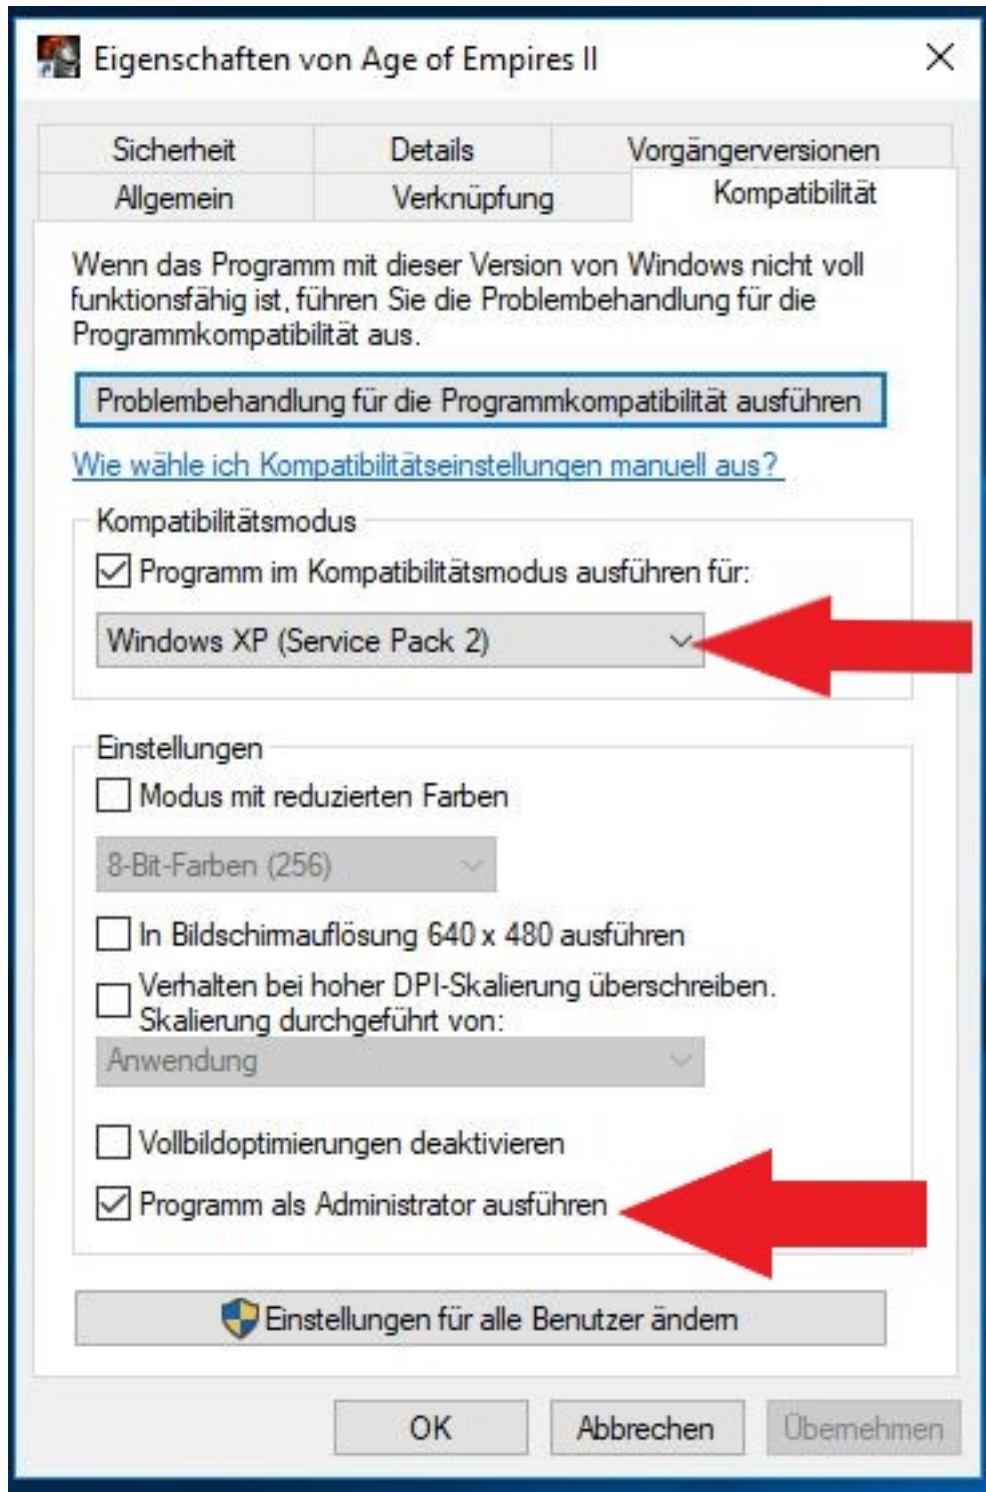 Eigenschaften von Age of Empires II
Sicherheit
Details
Vorgängerversionen
Allgemein
Verknüpfung
Kompatibilität
Wenn das Programm mit dieser Version von Windows nicht voll
funktionsfähig ist, führen Sie die Problembehandlung für die
Programmkompatibilität aus.
Problembehandlung für die Programmkompatibilität ausführen
Wie wähle ich Kompatibilitätseinstellungen manuell aus?
Kompatibilitätsmodus
Programm im Kompatibilitätsmodus ausführen für:
Windows XP (Service Pack 2)
Einstellungen
Modus mit reduzierten Farben
8-Bit-Farben (256)
In Bildschirmauflösung 640 x 480 ausführen
Verhalten bei hoher DPI-Skalierung überschreiben.
Skalierung durchgeführt von:
Anwendung
Vollbildoptimierungen deaktivieren
Programm als Administrator ausführen
Einstellungen für alle Benutzer ändern
OK
Abbrechen
Übernehmen